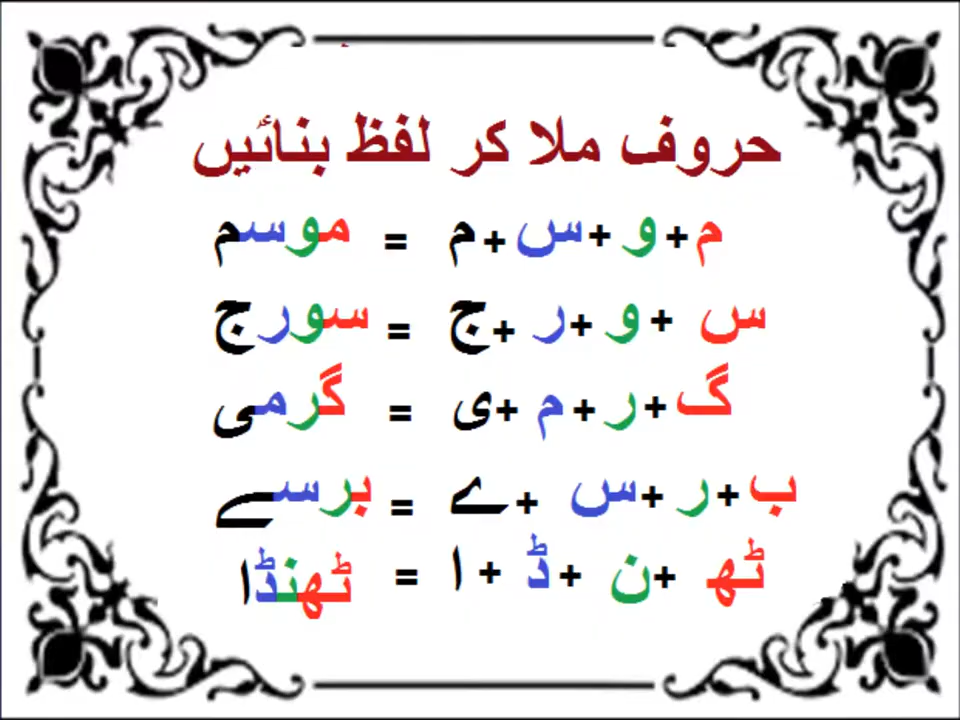 حروف ملا کر لفظ بنائیں
م + و + س + م = موسم
س + و + ر + ج = سورج
گ + ر + م + ی = گرمی
ب + ر + س + ے = برسے
ٹھ + ن + ڈ + ا = ٹھنڈا